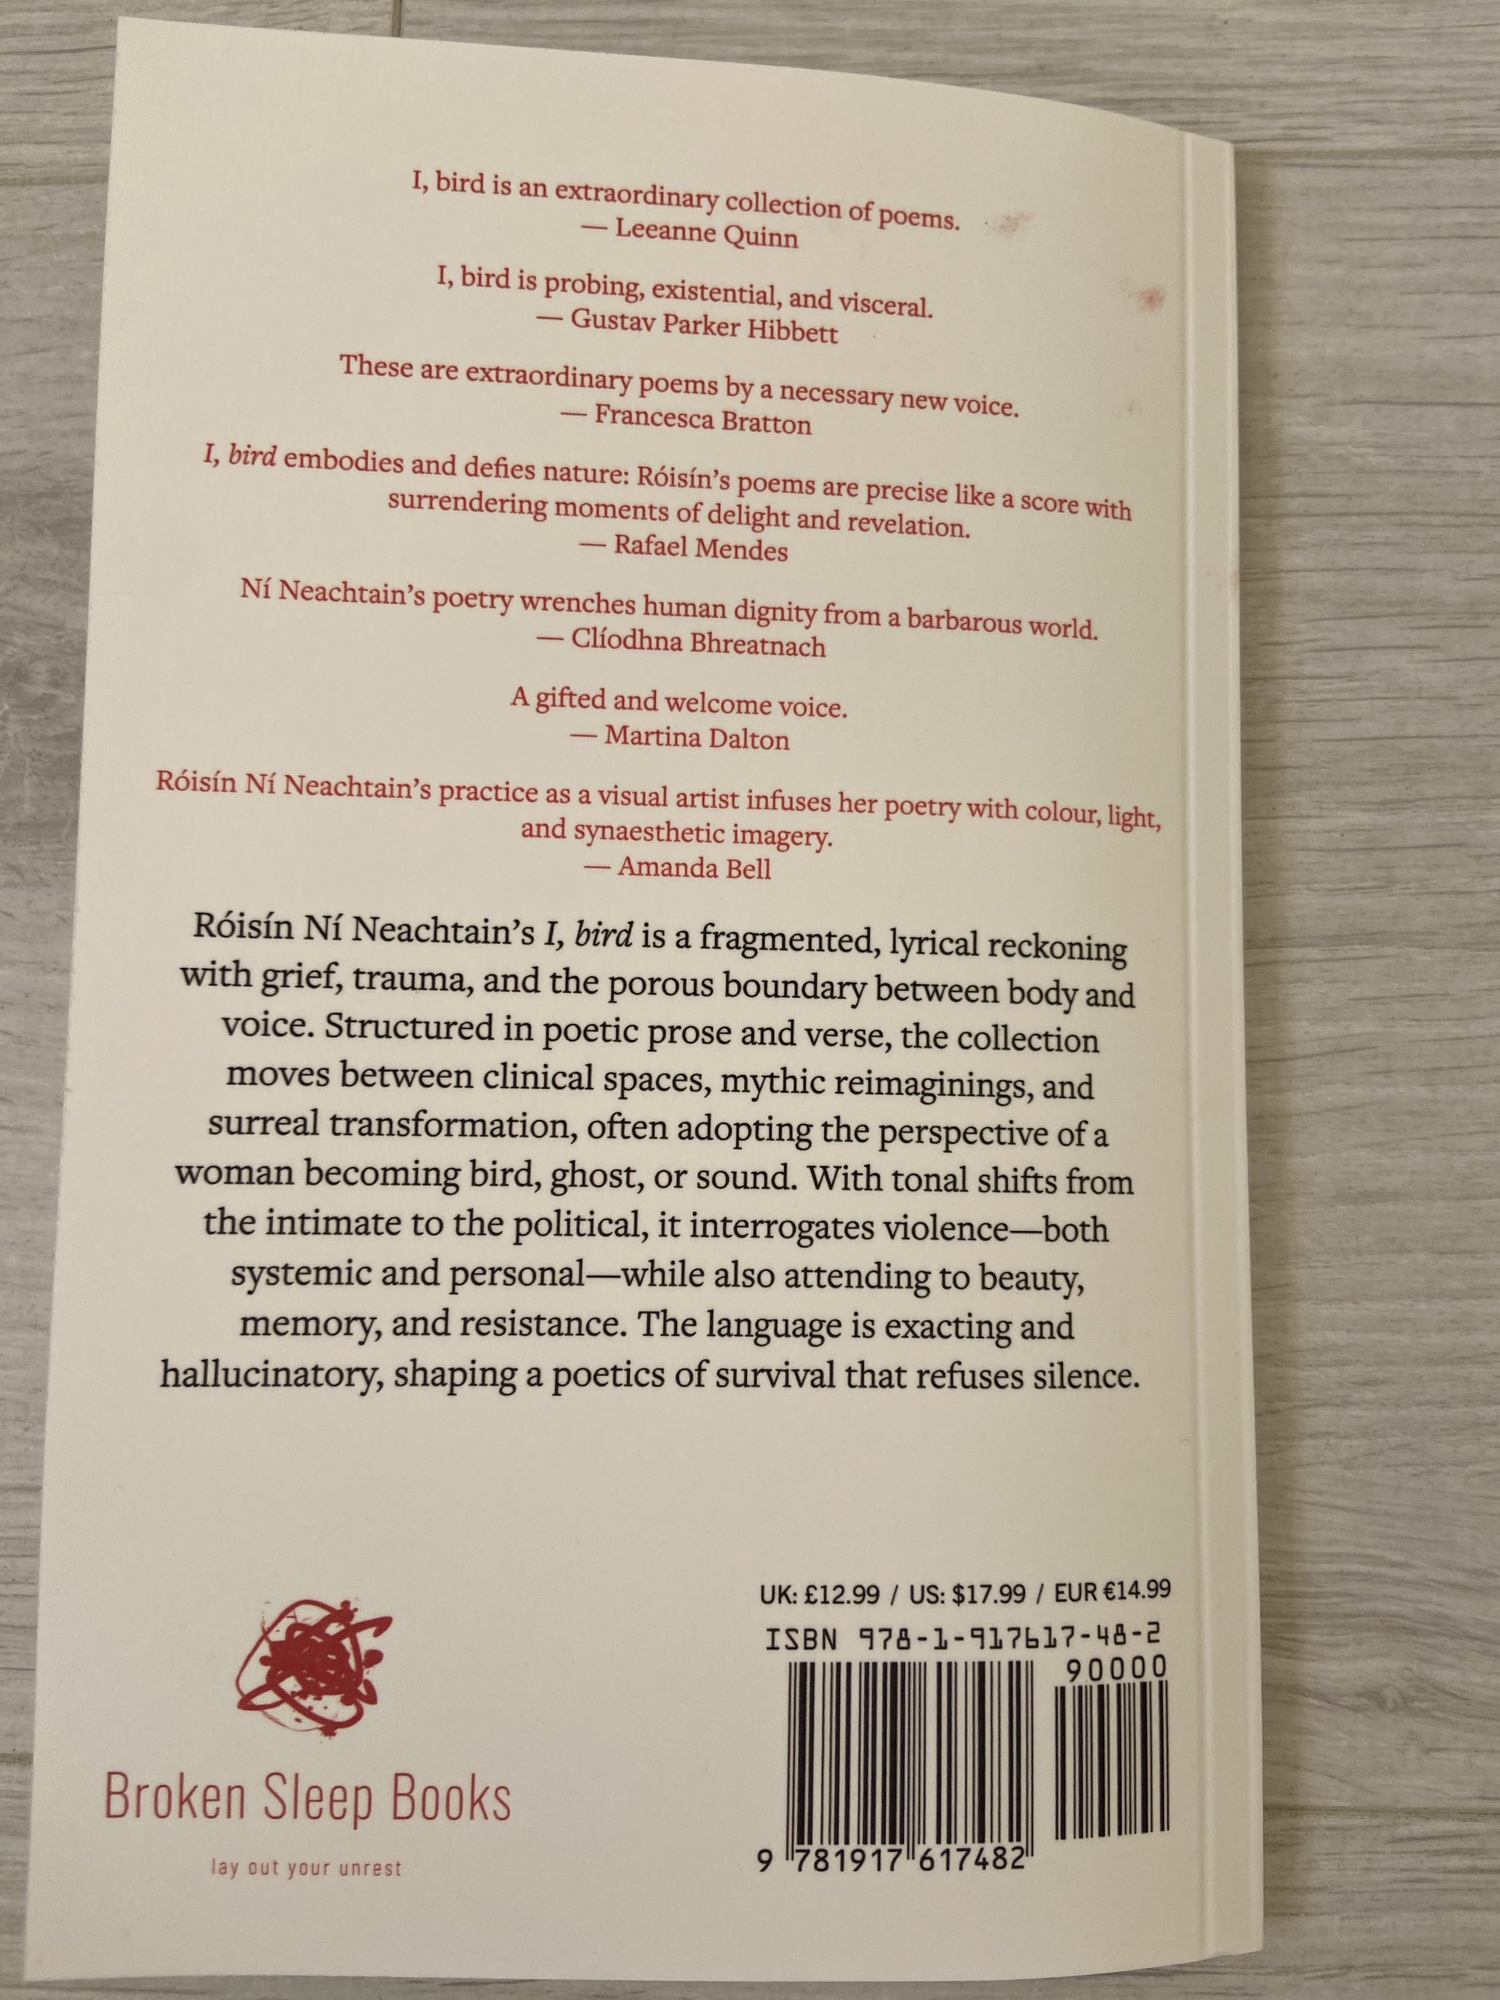 I, bird is an extraordinary collection of poems.
— Leeanne Quinn
I, bird is probing, existential, and visceral.
— Gustav Parker Hibbett
These are extraordinary poems by a necessary new voice.
— Francesca Bratton
I, bird embodies and defies nature: Róisín’s poems are precise like a score with
surrendering moments of delight and revelation.
— Rafael Mendes
Ní Neachtain’s poetry wrenches human dignity from a barbarous world.
— Clíodhna Bhreatnach
A gifted and welcome voice.
— Martina Dalton
Róisín Ní Neachtain’s practice as a visual artist infuses her poetry with colour, light,
and synaesthetic imagery.
— Amanda Bell
Róisín Ní Neachtain’s I, bird is a fragmented, lyrical reckoning
with grief, trauma, and the porous boundary between body and
voice. Structured in poetic prose and verse, the collection
moves between clinical spaces, mythic reimaginings, and
surreal transformation, often adopting the perspective of a
woman becoming bird, ghost, or sound. With tonal shifts from
the intimate to the political, it interrogates violence—both
systemic and personal—while also attending to beauty,
memory, and resistance. The language is exacting and
hallucinatory, shaping a poetics of survival that refuses silence.
UK: £12.99 / US: $17.99 / EUR €14.99
ISBN 978-1-917617-48-2
90000
9 781917 617482
Broken Sleep Books
lay out your unrest